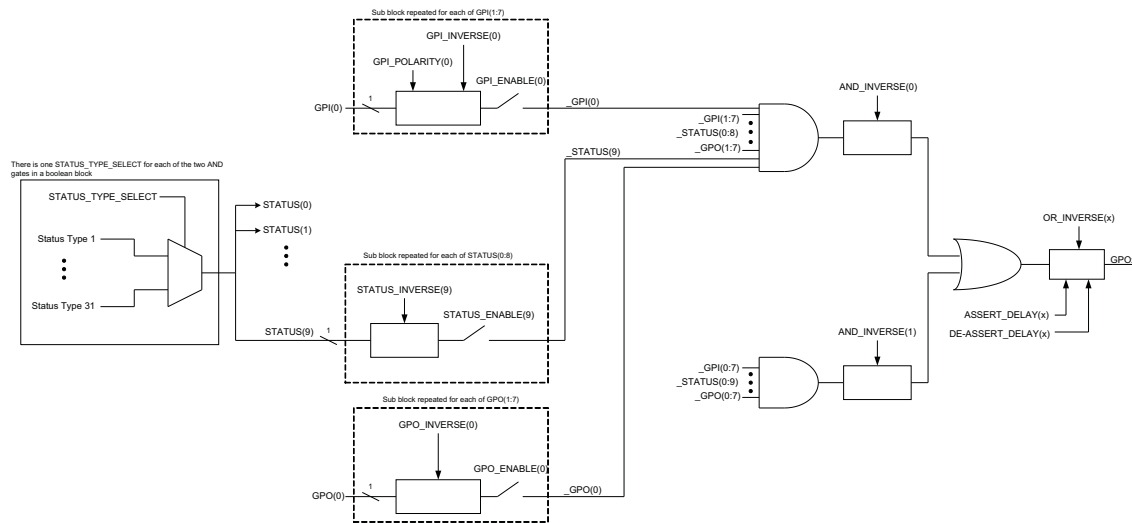 Sub block repeated for each of GPI(1:7)
GPI_INVERSE(0)
GPI_POLARITY(0)
GPI_ENABLE(0)
GPI(0)
1
_GPI(0)
_GPI(1:7)
_STATUS(0:8)
_GPO(1:7)
AND_INVERSE(0)
_STATUS(9)
There is one STATUS_TYPE_SELECT for each of the two AND
gates in a boolean block
STATUS_TYPE_SELECT
Status Type 1
Status Type 31
STATUS(0)
STATUS(1)
STATUS(9)
1
Sub block repeated for each of STATUS(0:8)
STATUS_INVERSE(9)
STATUS_ENABLE(9)
OR_INVERSE(x)
ASSERT_DELAY(x)
DE-ASSERT_DELAY(x)
AND_INVERSE(1)
_GPI(0:7)
_STATUS(0:9)
_GPO(0:7)
Sub block repeated for each of GPO(1:7)
GPO_INVERSE(0)
GPO_ENABLE(0)
GPO(0)
1
_GPO(0)